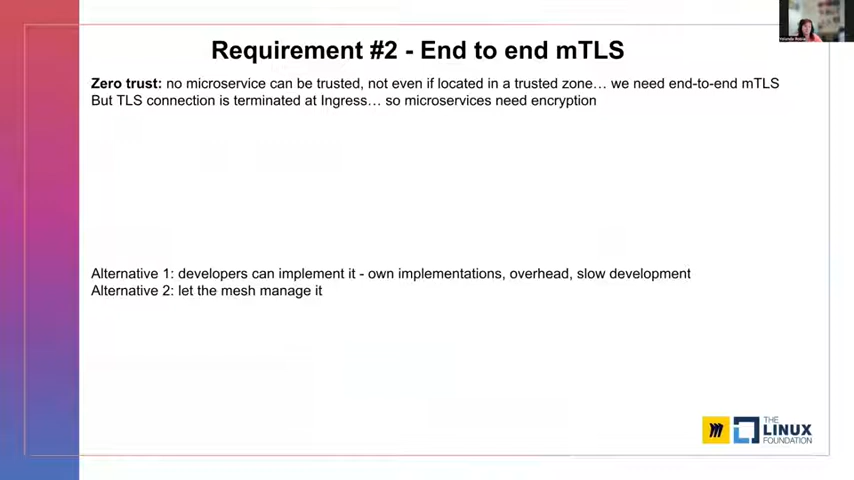 Requirement #2 - End to end mTLS
Zero trust: no microservice can be trusted, not even if located in a trusted zone… we need end-to-end mTLS
But TLS connection is terminated at Ingress… so microservices need encryption
Alternative 1: developers can implement it - own implementations, overhead, slow development
Alternative 2: let the mesh manage it
THE
LINUX
FOUNDATION